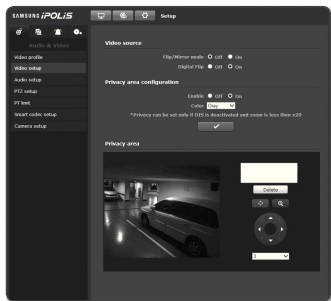 SAMSUNG iPOLiS
Setup
Audio & Video
Video profile
Video setup
Audio setup
PTZ setup
PT limit
Smart codec setup
Camera setup
Video source
Flip/Mirror mode Off On
Digital Flip Off On
Privacy area configuration
Enable Off On
Color Gray
*Privacy can be set only if DIS is deactivated and zoom is less then x20
Privacy area
Delete
1